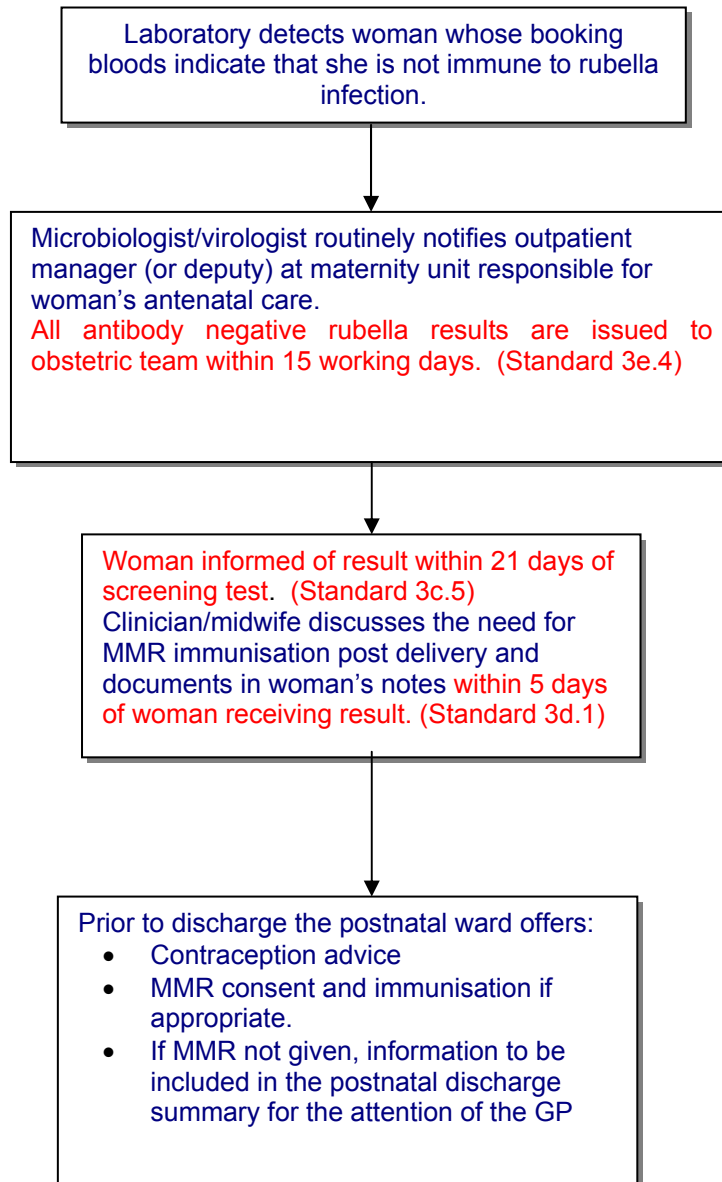 Laboratory detects woman whose booking
bloods indicate that she is not immune to rubella
infection.
Microbiologist/virologist routinely notifies outpatient
manager (or deputy) at maternity unit responsible for
woman's antenatal care.
All antibody negative rubella results are issued to
obstetric team within 15 working days.  (Standard 3e.4)
Woman informed of result within 21 days of
screening test.  (Standard 3c.5)
Clinician/midwife discusses the need for
MMR immunisation post delivery and
documents in woman's notes within 5 days
of woman receiving result. (Standard 3d.1)
Prior to discharge the postnatal ward offers:
• Contraception advice
• MMR consent and immunisation if
appropriate.
• If MMR not given, information to be
included in the postnatal discharge
summary for the attention of the GP